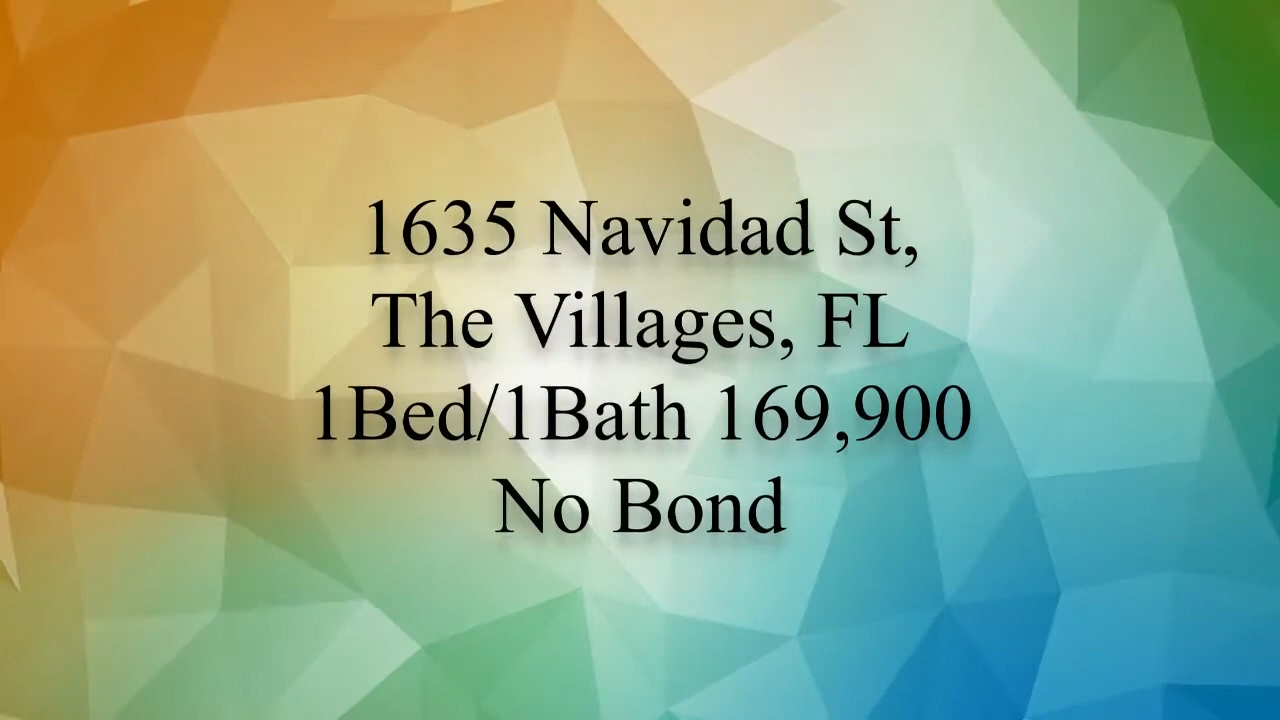 1635 Navidad St,
The Villages, FL
1Bed/1Bath 169,900
No Bond